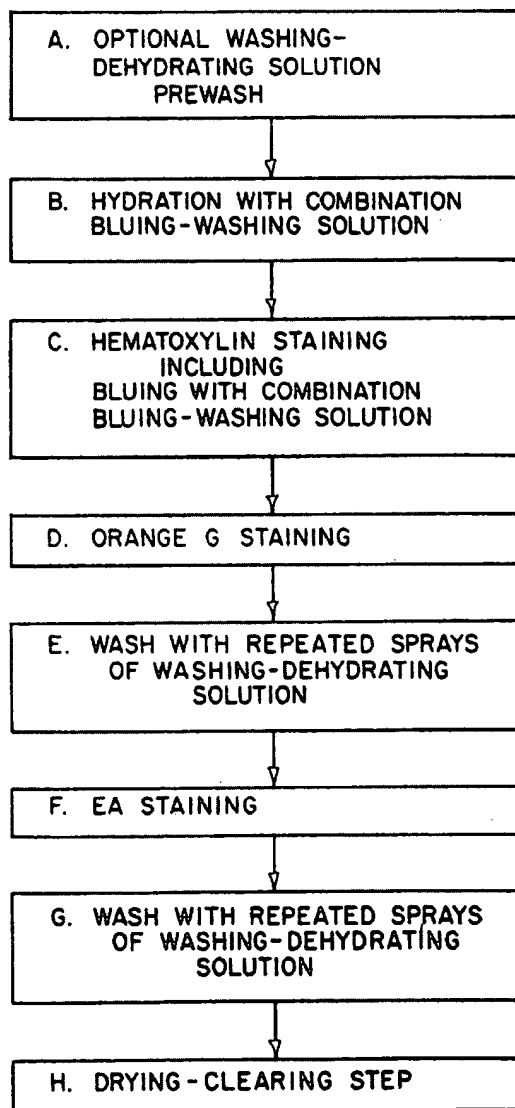 A. OPTIONAL WASHING-
DEHYDRATING SOLUTION
PREWASH
B. HYDRATION WITH COMBINATION
BLUING-WASHING SOLUTION
C. HEMATOXYLIN STAINING
INCLUDING
BLUING WITH COMBINATION
BLUING-WASHING SOLUTION
D. ORANGE G STAINING
E. WASH WITH REPEATED SPRAYS
OF WASHING-DEHYDRATING
SOLUTION
F. EA STAINING
G. WASH WITH REPEATED SPRAYS
OF WASHING-DEHYDRATING
SOLUTION
H. DRYING-CLEARING STEP